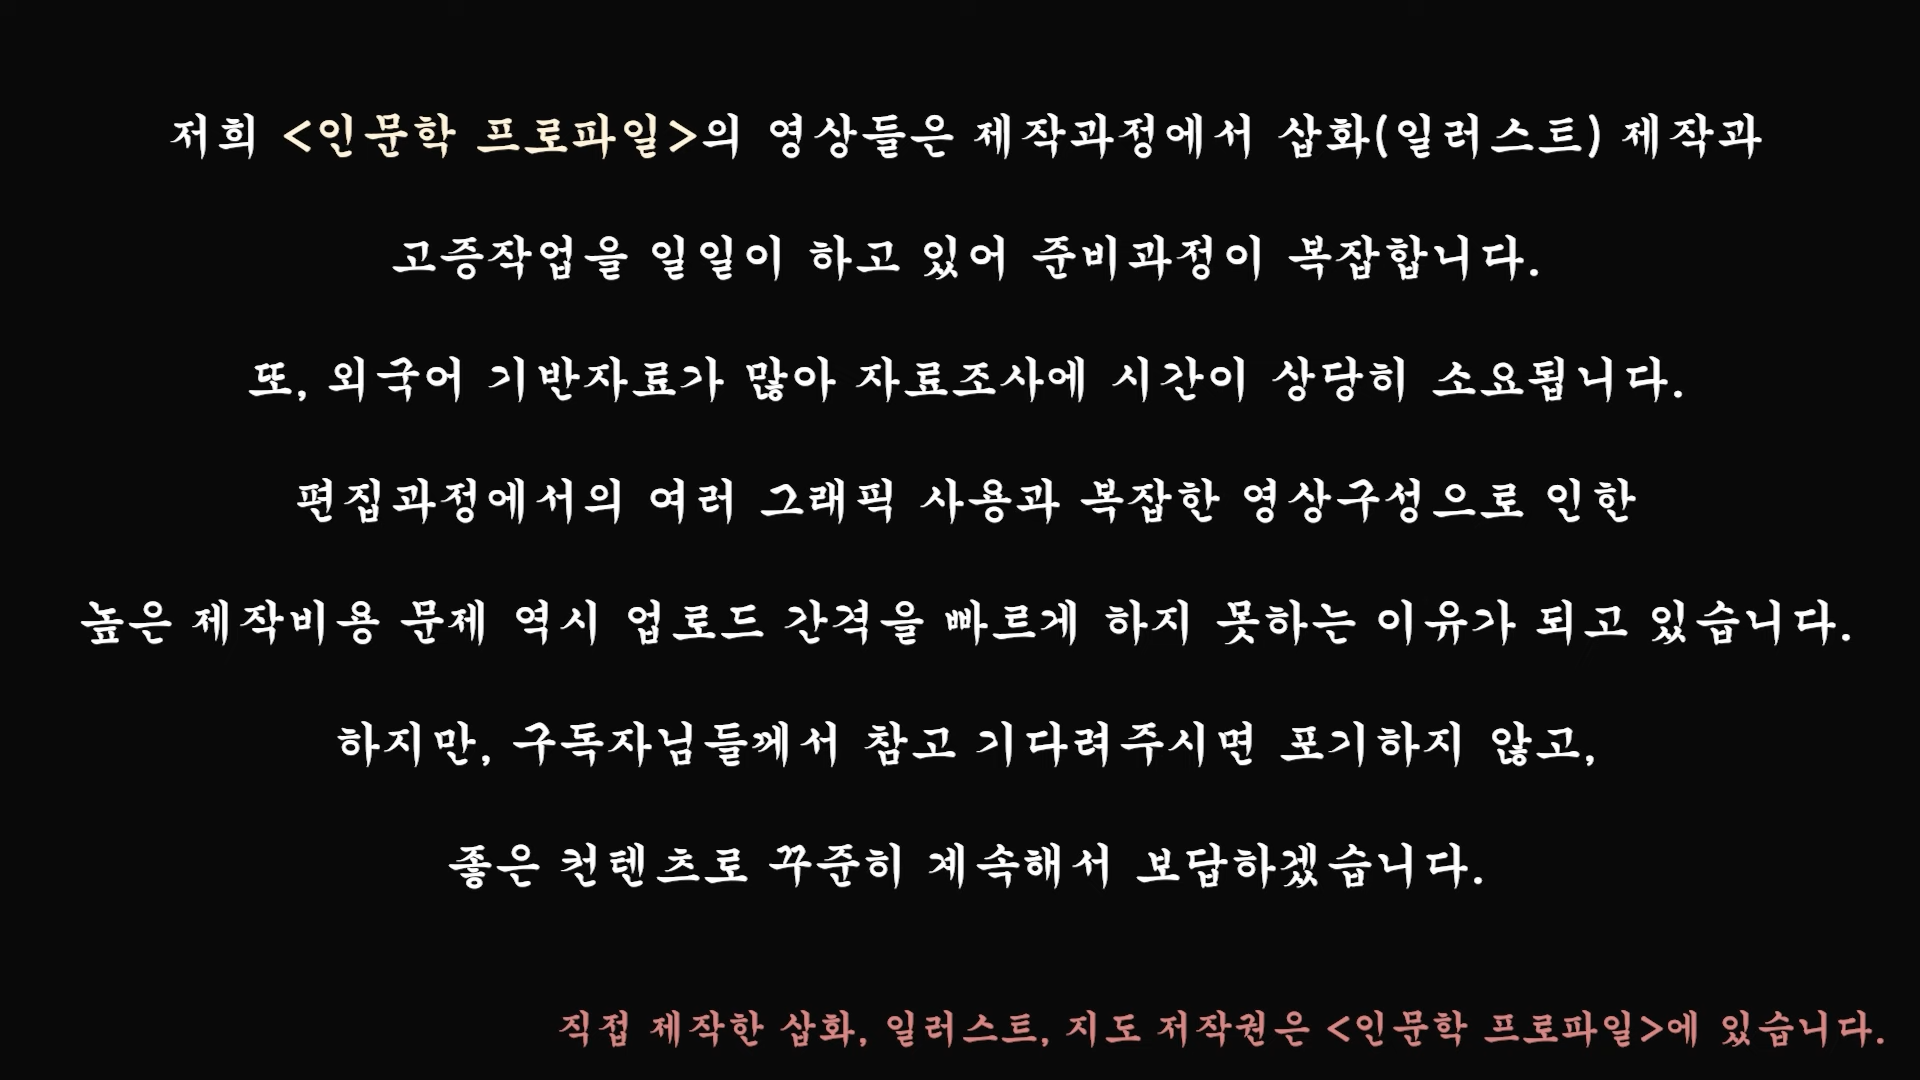 저희 <인문학 프로파일>의 영상들은 제작과정에서 삽화(일러스트) 제작과
고증작업을 일일이 하고 있어 준비과정이 복잡합니다.
또, 외국어 기반자료가 많아 자료조사에 시간이 상당히 소요됩니다.
편집과정에서의 여러 그래픽 사용과 복잡한 영상구성으로 인한
높은 제작비용 문제 역시 업로드 간격을 빠르게 하지 못하는 이유가 되고 있습니다.
하지만, 구독자님들께서 참고 기다려주시면 포기하지 않고,
좋은 컨텐츠로 꾸준히 계속해서 보답하겠습니다.
직접 제작한 삽화, 일러스트, 지도 저작권은 <인문학 프로파일>에 있습니다.